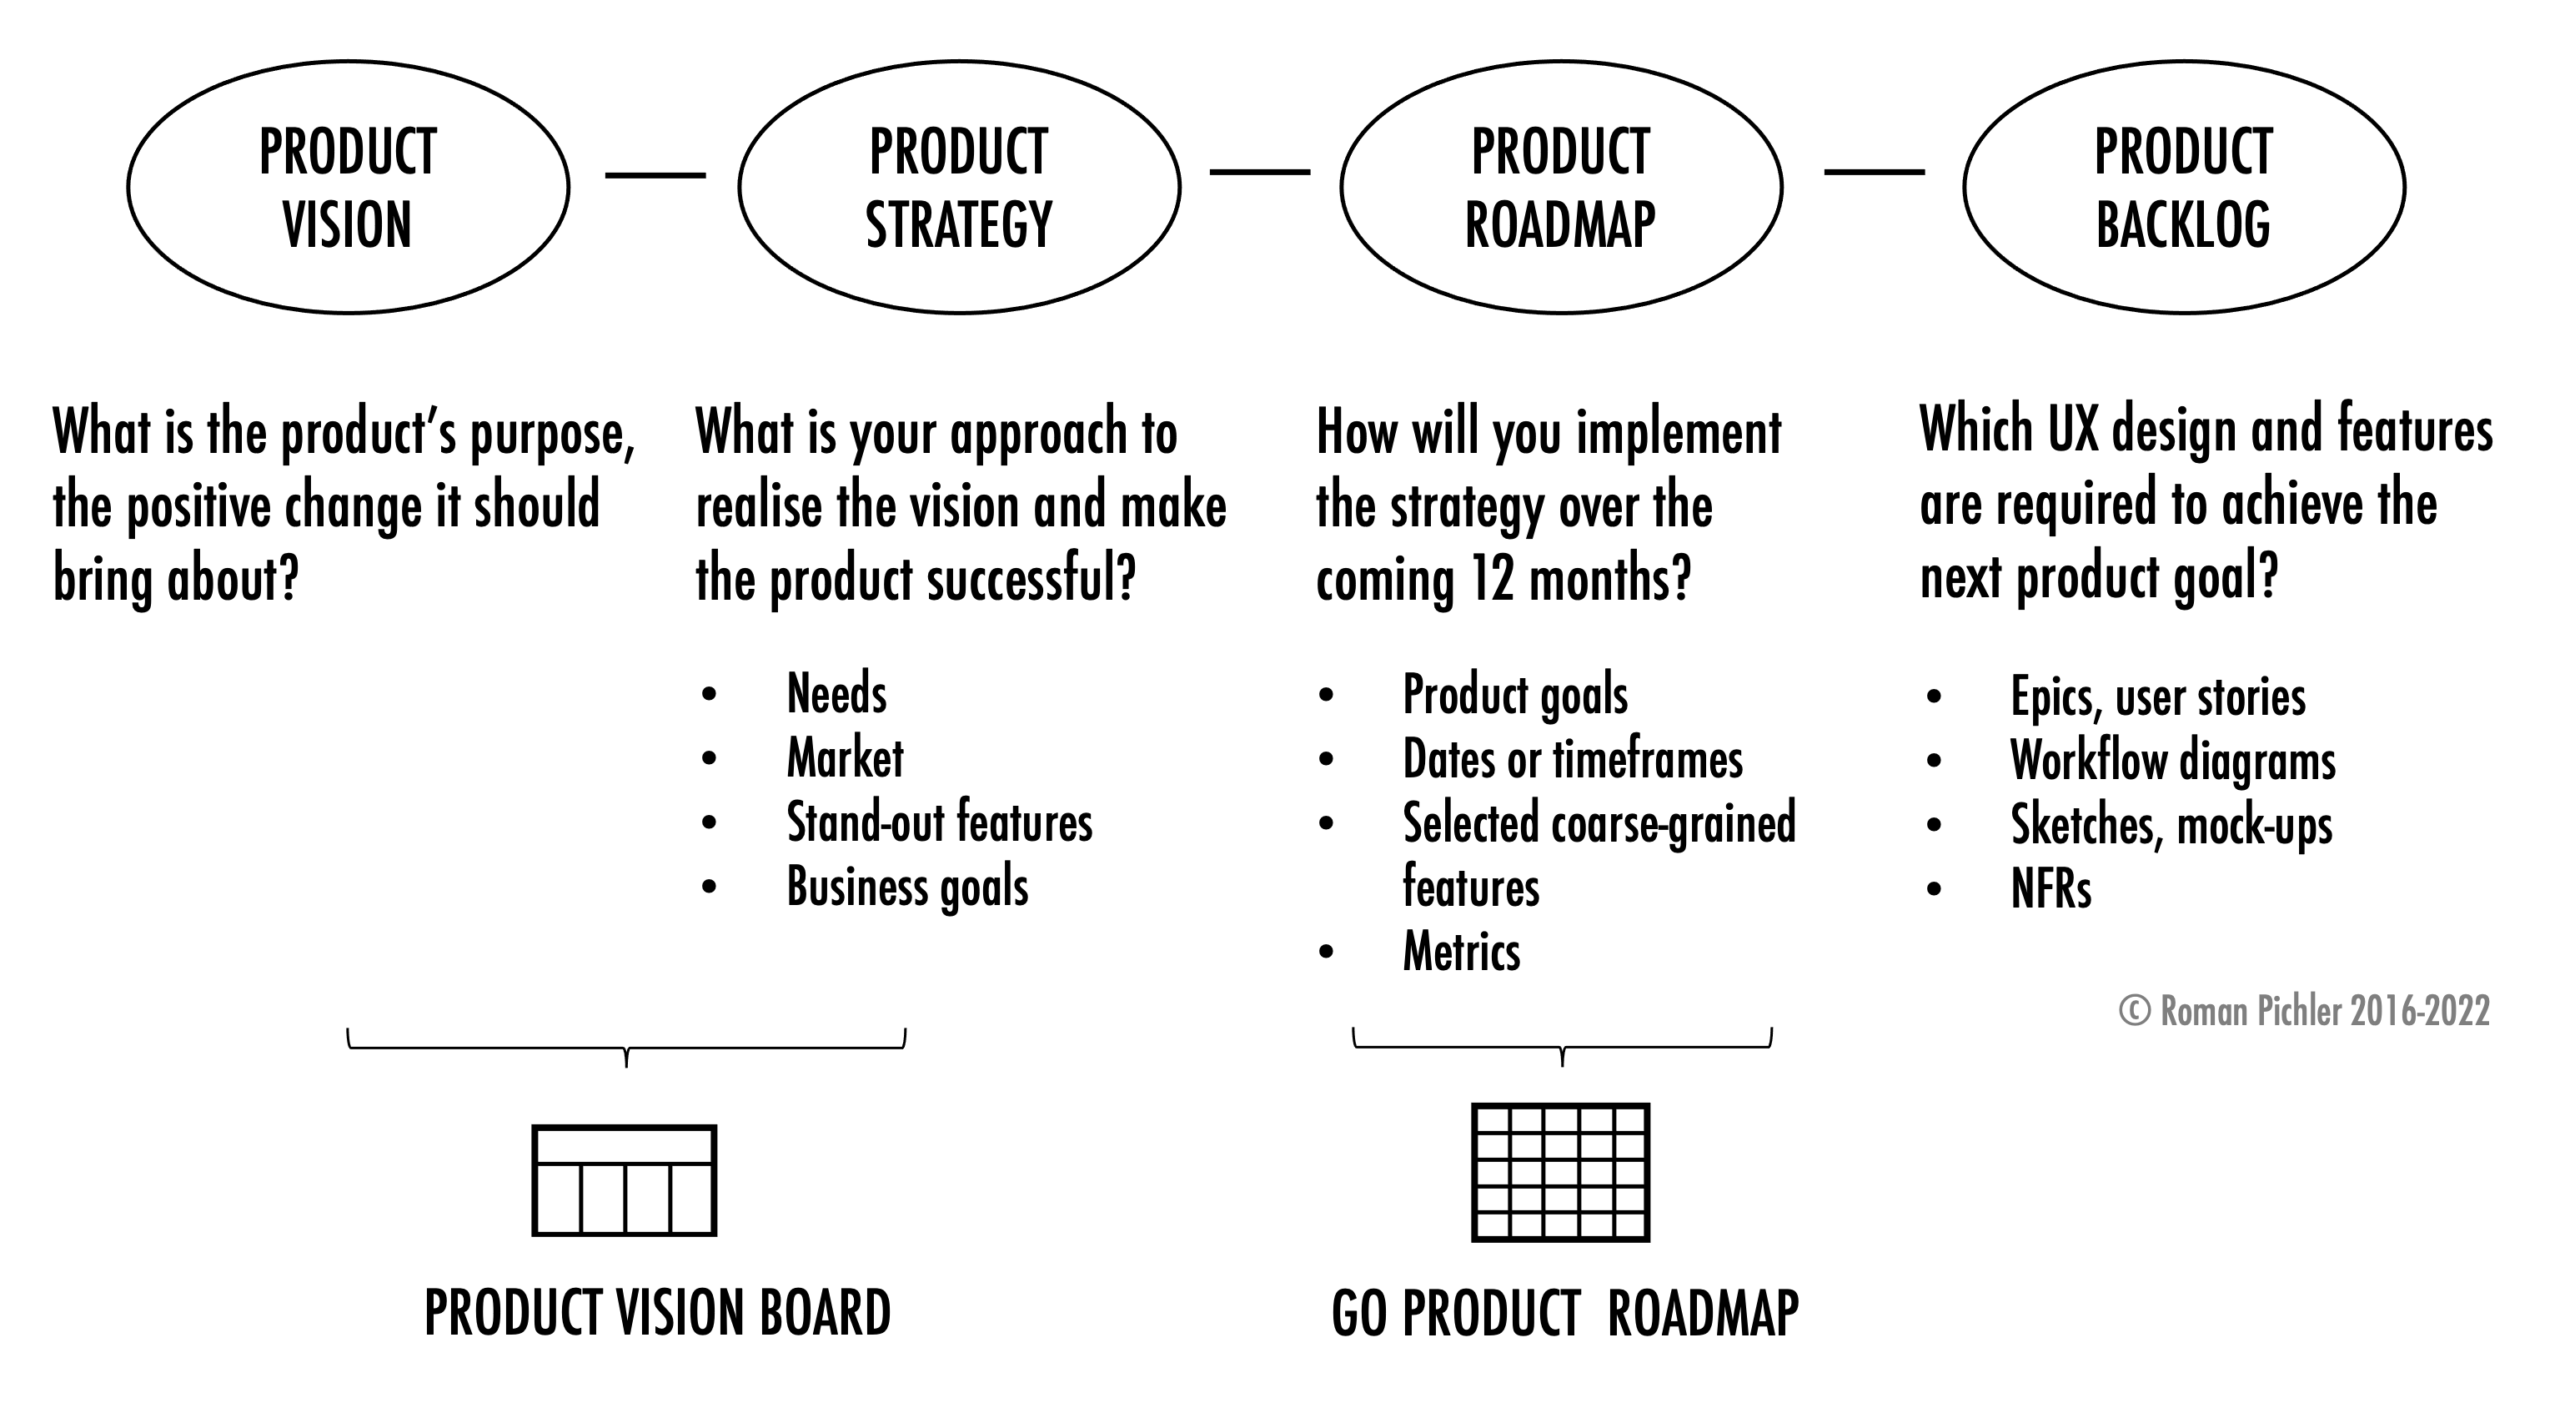 PRODUCT
VISION
PRODUCT
STRATEGY
PRODUCT
ROADMAP
PRODUCT
BACKLOG
What is the product’s purpose,
the positive change it should
bring about?
What is your approach to
realise the vision and make
the product successful?
• Needs
• Market
• Stand-out features
• Business goals
How will you implement
the strategy over the
coming 12 months?
• Product goals
• Dates or timeframes
• Selected coarse-grained
features
• Metrics
Which UX design and features
are required to achieve the
next product goal?
• Epics, user stories
• Workflow diagrams
• Sketches, mock-ups
• NFRs
© Roman Pichler 2016-2022
PRODUCT VISION BOARD
GO PRODUCT ROADMAP